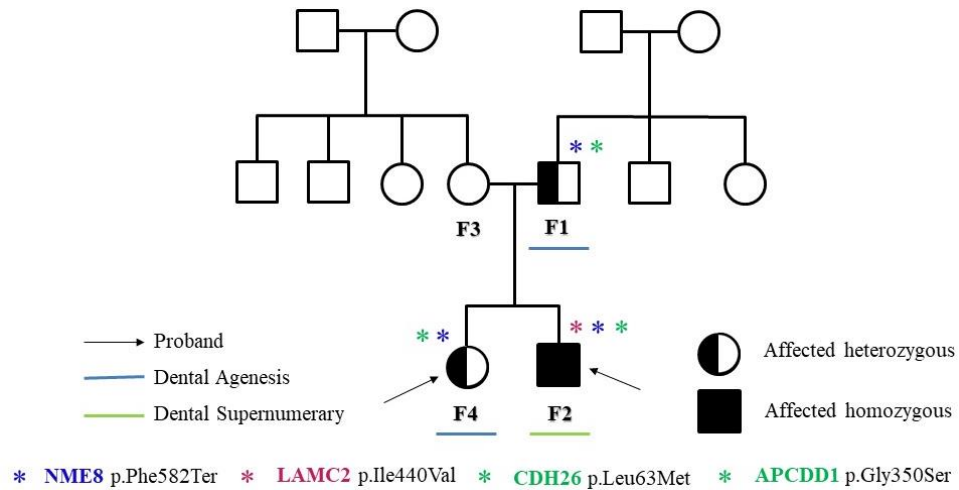 * *
F3
F1
* *
* * *
Proband
Dental Agenesis
Dental Supernumerary
F4
F2
Affected heterozygous
Affected homozygous
* NME8 p.Phe582Ter * LAMC2 p.Ile440Val * CDH26 p.Leu63Met * APCDD1 p.Gly350Ser